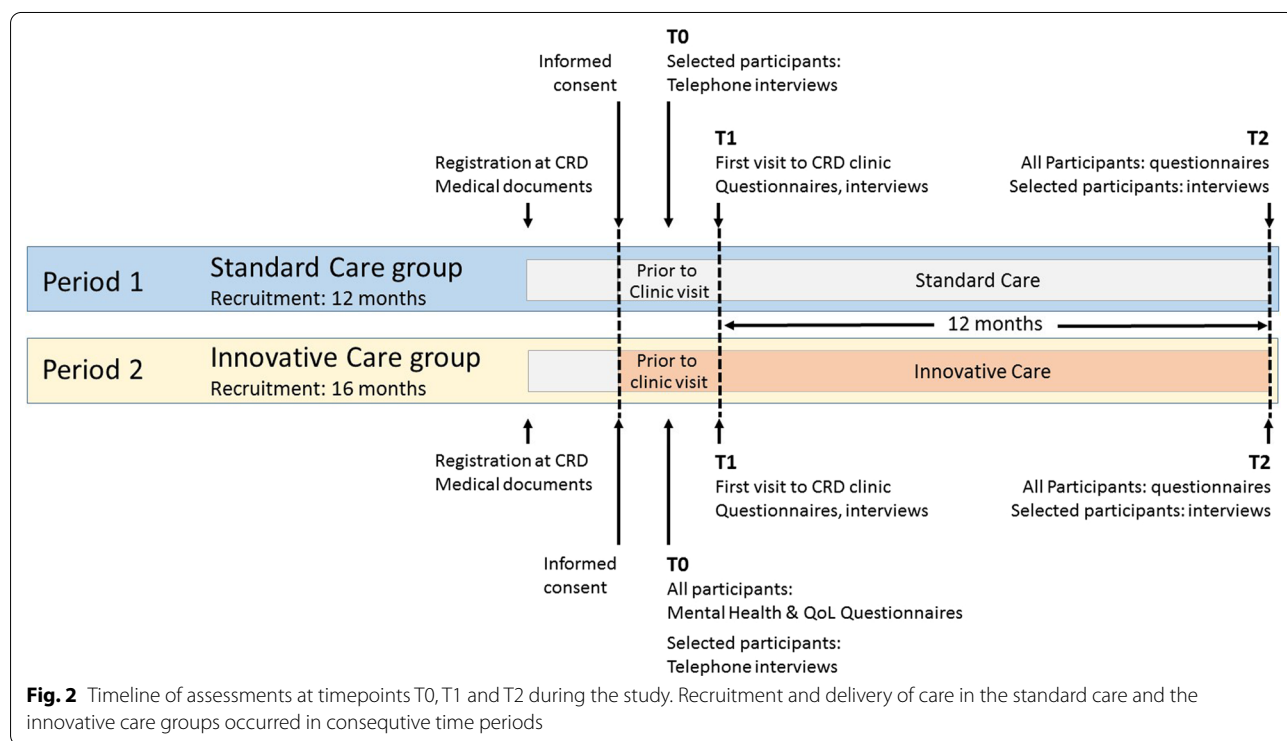 T0
Selected participants:
Telephone interviews
Informed
consent
T1
First visit to CRD clinic
Questionnaires, interviews
T2
All Participants: questionnaires
Selected participants: interviews
Registration at CRD
Medical documents
Period 1
Standard Care group
Recruitment: 12 months
Prior to
Clinic visit
Standard Care
12 months
Period 2
Innovative Care group
Recruitment: 16 months
Prior to
clinic visit
Innovative Care
Registration at CRD
Medical documents
T1
First visit to CRD clinic
Questionnaires, interviews
T2
All Participants: questionnaires
Selected participants: interviews
Informed
consent
T0
All participants:
Mental Health & QoL Questionnaires
Selected participants:
Telephone interviews
Fig. 2 Timeline of assessments at timepoints T0, T1 and T2 during the study. Recruitment and delivery of care in the standard care and the
innovative care groups occurred in consequtive time periods